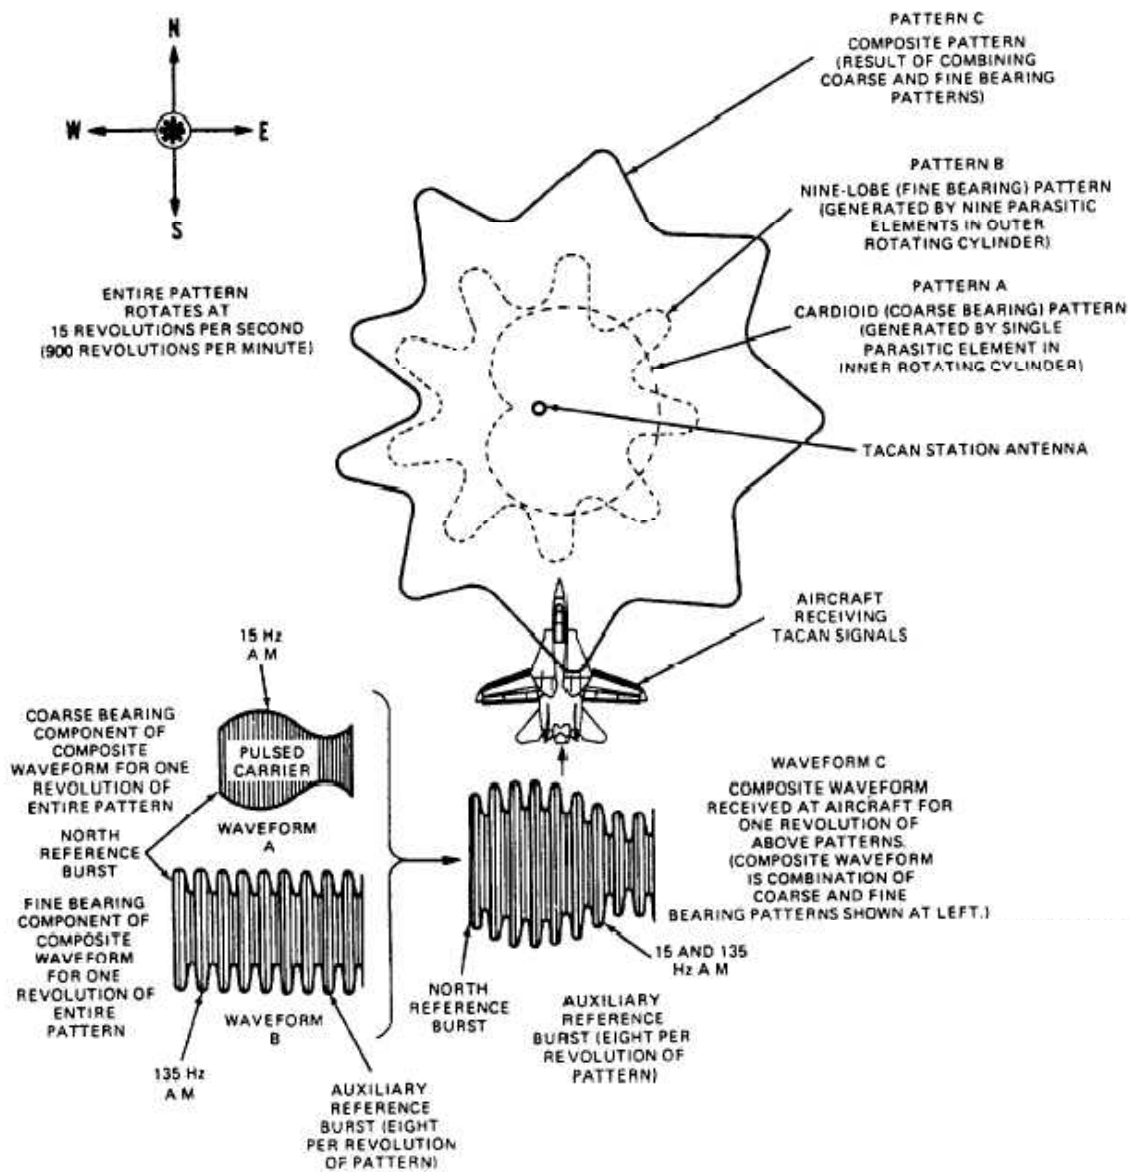 N
W
E
S
ENTIRE PATTERN
ROTATES AT
15 REVOLUTIONS PER SECOND
(900 REVOLUTIONS PER MINUTE)
PATTERN C
COMPOSITE PATTERN
(RESULT OF COMBINING
COARSE AND FINE BEARING
PATTERNS)
PATTERN B
NINE-LOBE (FINE BEARING) PATTERN
(GENERATED BY NINE PARASITIC
ELEMENTS IN OUTER
ROTATING CYLINDER)
PATTERN A
CARDIOID (COARSE BEARING) PATTERN
(GENERATED BY SINGLE
PARASITIC ELEMENT IN
INNER ROTATING CYLINDER)
TACAN STATION ANTENNA
AIRCRAFT
RECEIVING
TACAN SIGNALS
15 Hz
A M
COARSE BEARING
COMPONENT OF
COMPOSITE
WAVEFORM FOR ONE
REVOLUTION OF
ENTIRE PATTERN
PULSED
CARRIER
WAVEFORM
A
NORTH
REFERENCE
BURST
FINE BEARING
COMPONENT OF
COMPOSITE
WAVEFORM
FOR ONE
REVOLUTION OF
ENTIRE
PATTERN
WAVEFORM
B
135 Hz
A M
AUXILIARY
REFERENCE
BURST (EIGHT
PER REVOLUTION
OF PATTERN)
WAVEFORM C
COMPOSITE WAVEFORM
RECEIVED AT AIRCRAFT FOR
ONE REVOLUTION OF
ABOVE PATTERNS.
(COMPOSITE WAVEFORM
IS COMBINATION OF
COARSE AND FINE
BEARING PATTERNS SHOWN AT LEFT.)
15 AND 135
Hz A M
NORTH
REFERENCE
BURST
AUXILIARY
REFERENCE
BURST (EIGHT PER
REVOLUTION OF
PATTERN)